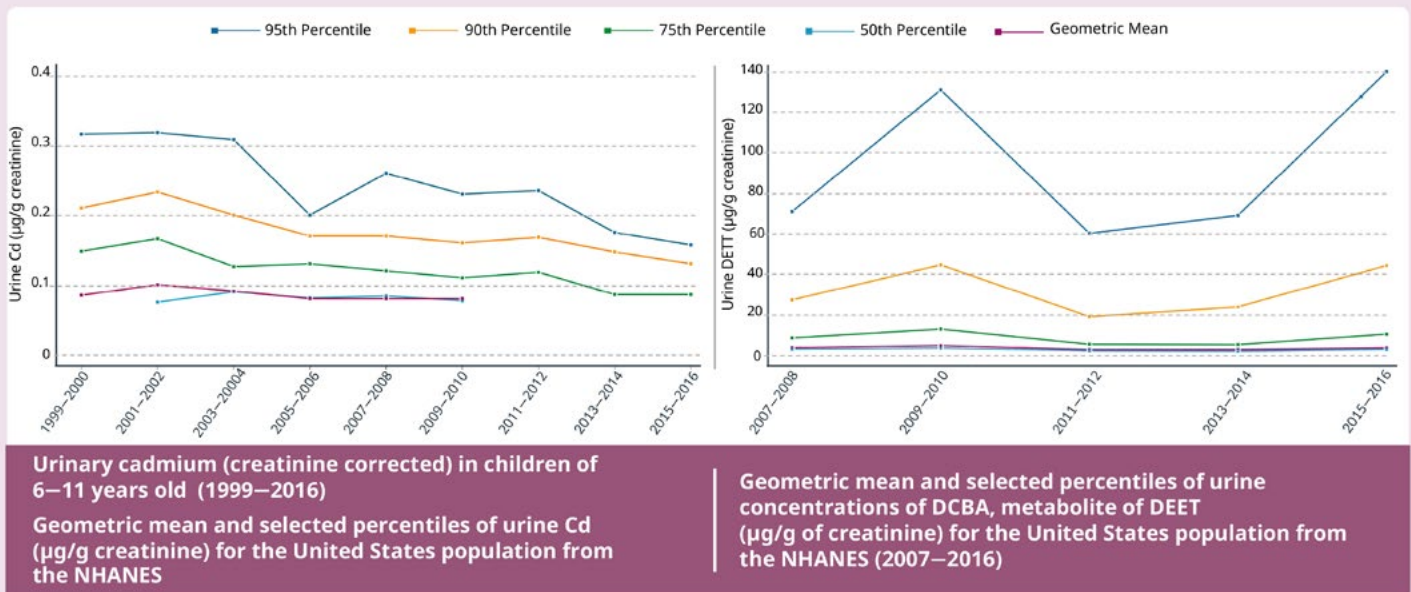 95th Percentile 90th Percentile 75th Percentile 50th Percentile Geometric Mean
Urine Cd (µg/g creatinine)
0.4
0.3
0.2
0.1
0
1999–2000
2001–2002
2003–20004
2005–2006
2007–2008
2009–2010
2011–2012
2013–2014
2015–2016
Urine DETT (µg/g creatinine)
140
120
100
80
60
40
20
0
2007–2008
2009–2010
2011–2012
2013–2014
2015–2016
Urinary cadmium (creatinine corrected) in children of
6–11 years old (1999–2016)
Geometric mean and selected percentiles of urine Cd
(µg/g creatinine) for the United States population from
the NHANES
Geometric mean and selected percentiles of urine
concentrations of DCBA, metabolite of DEET
(µg/g of creatinine) for the United States population from
the NHANES (2007–2016)